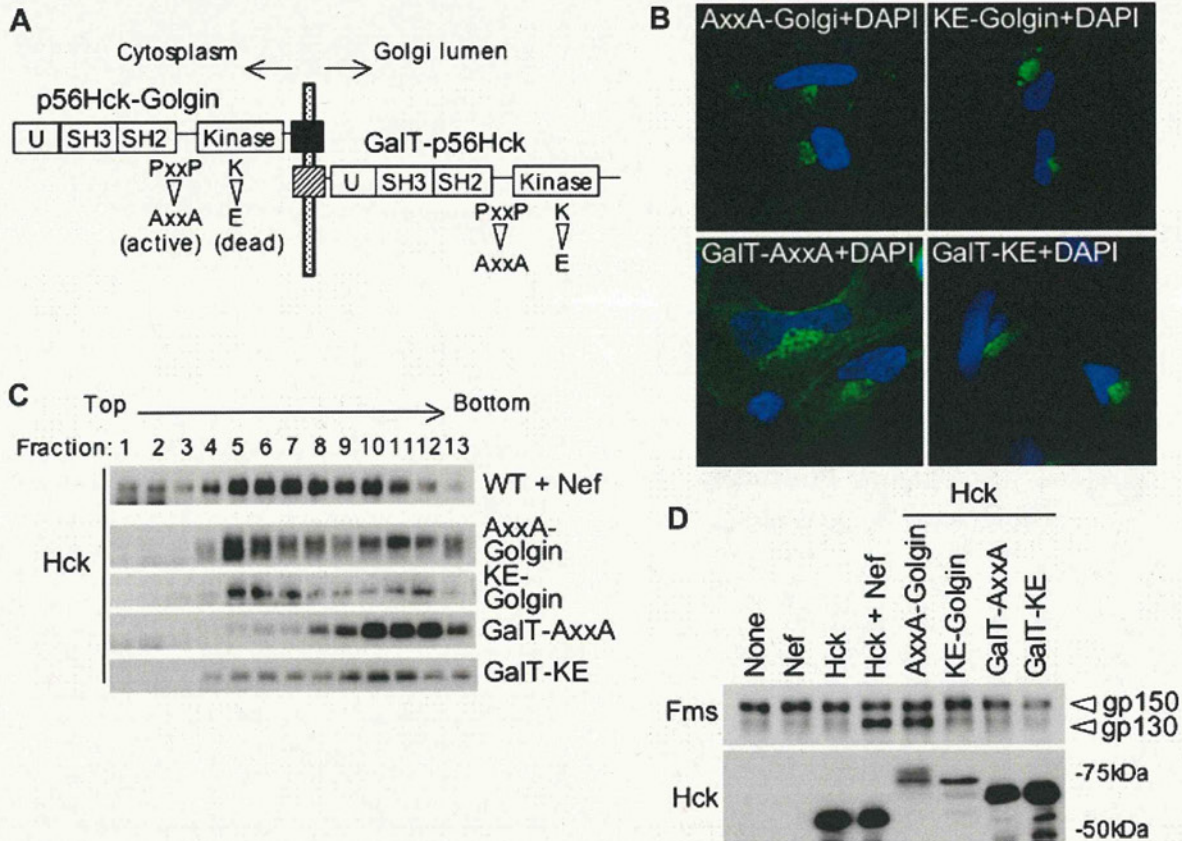 A
Cytoplasm
Golgi lumen
p56Hck-Golgin
U SH3 SH2 Kinase
PxxP K
AxxA E
(active) (dead)
GalT-p56Hck
U SH3 SH2 Kinase
PxxP K
AxxA E
B
AxxA-Golgi+DAPI
KE-Golgin+DAPI
GalT-AxxA+DAPI
GalT-KE+DAPI
C
Top
Bottom
Fraction: 1 2 3 4 5 6 7 8 9 10 11 12 13
Hck
WT + Nef
AxxA-
Golgin
KE-
Golgin
GalT-AxxA
GalT-KE
D
Hck
None
Nef
Hck
Hck + Nef
AxxA-Golgin
KE-Golgin
GalT-AxxA
GalT-KE
Fms
gp150
gp130
Hck
-75kDa
-50kDa